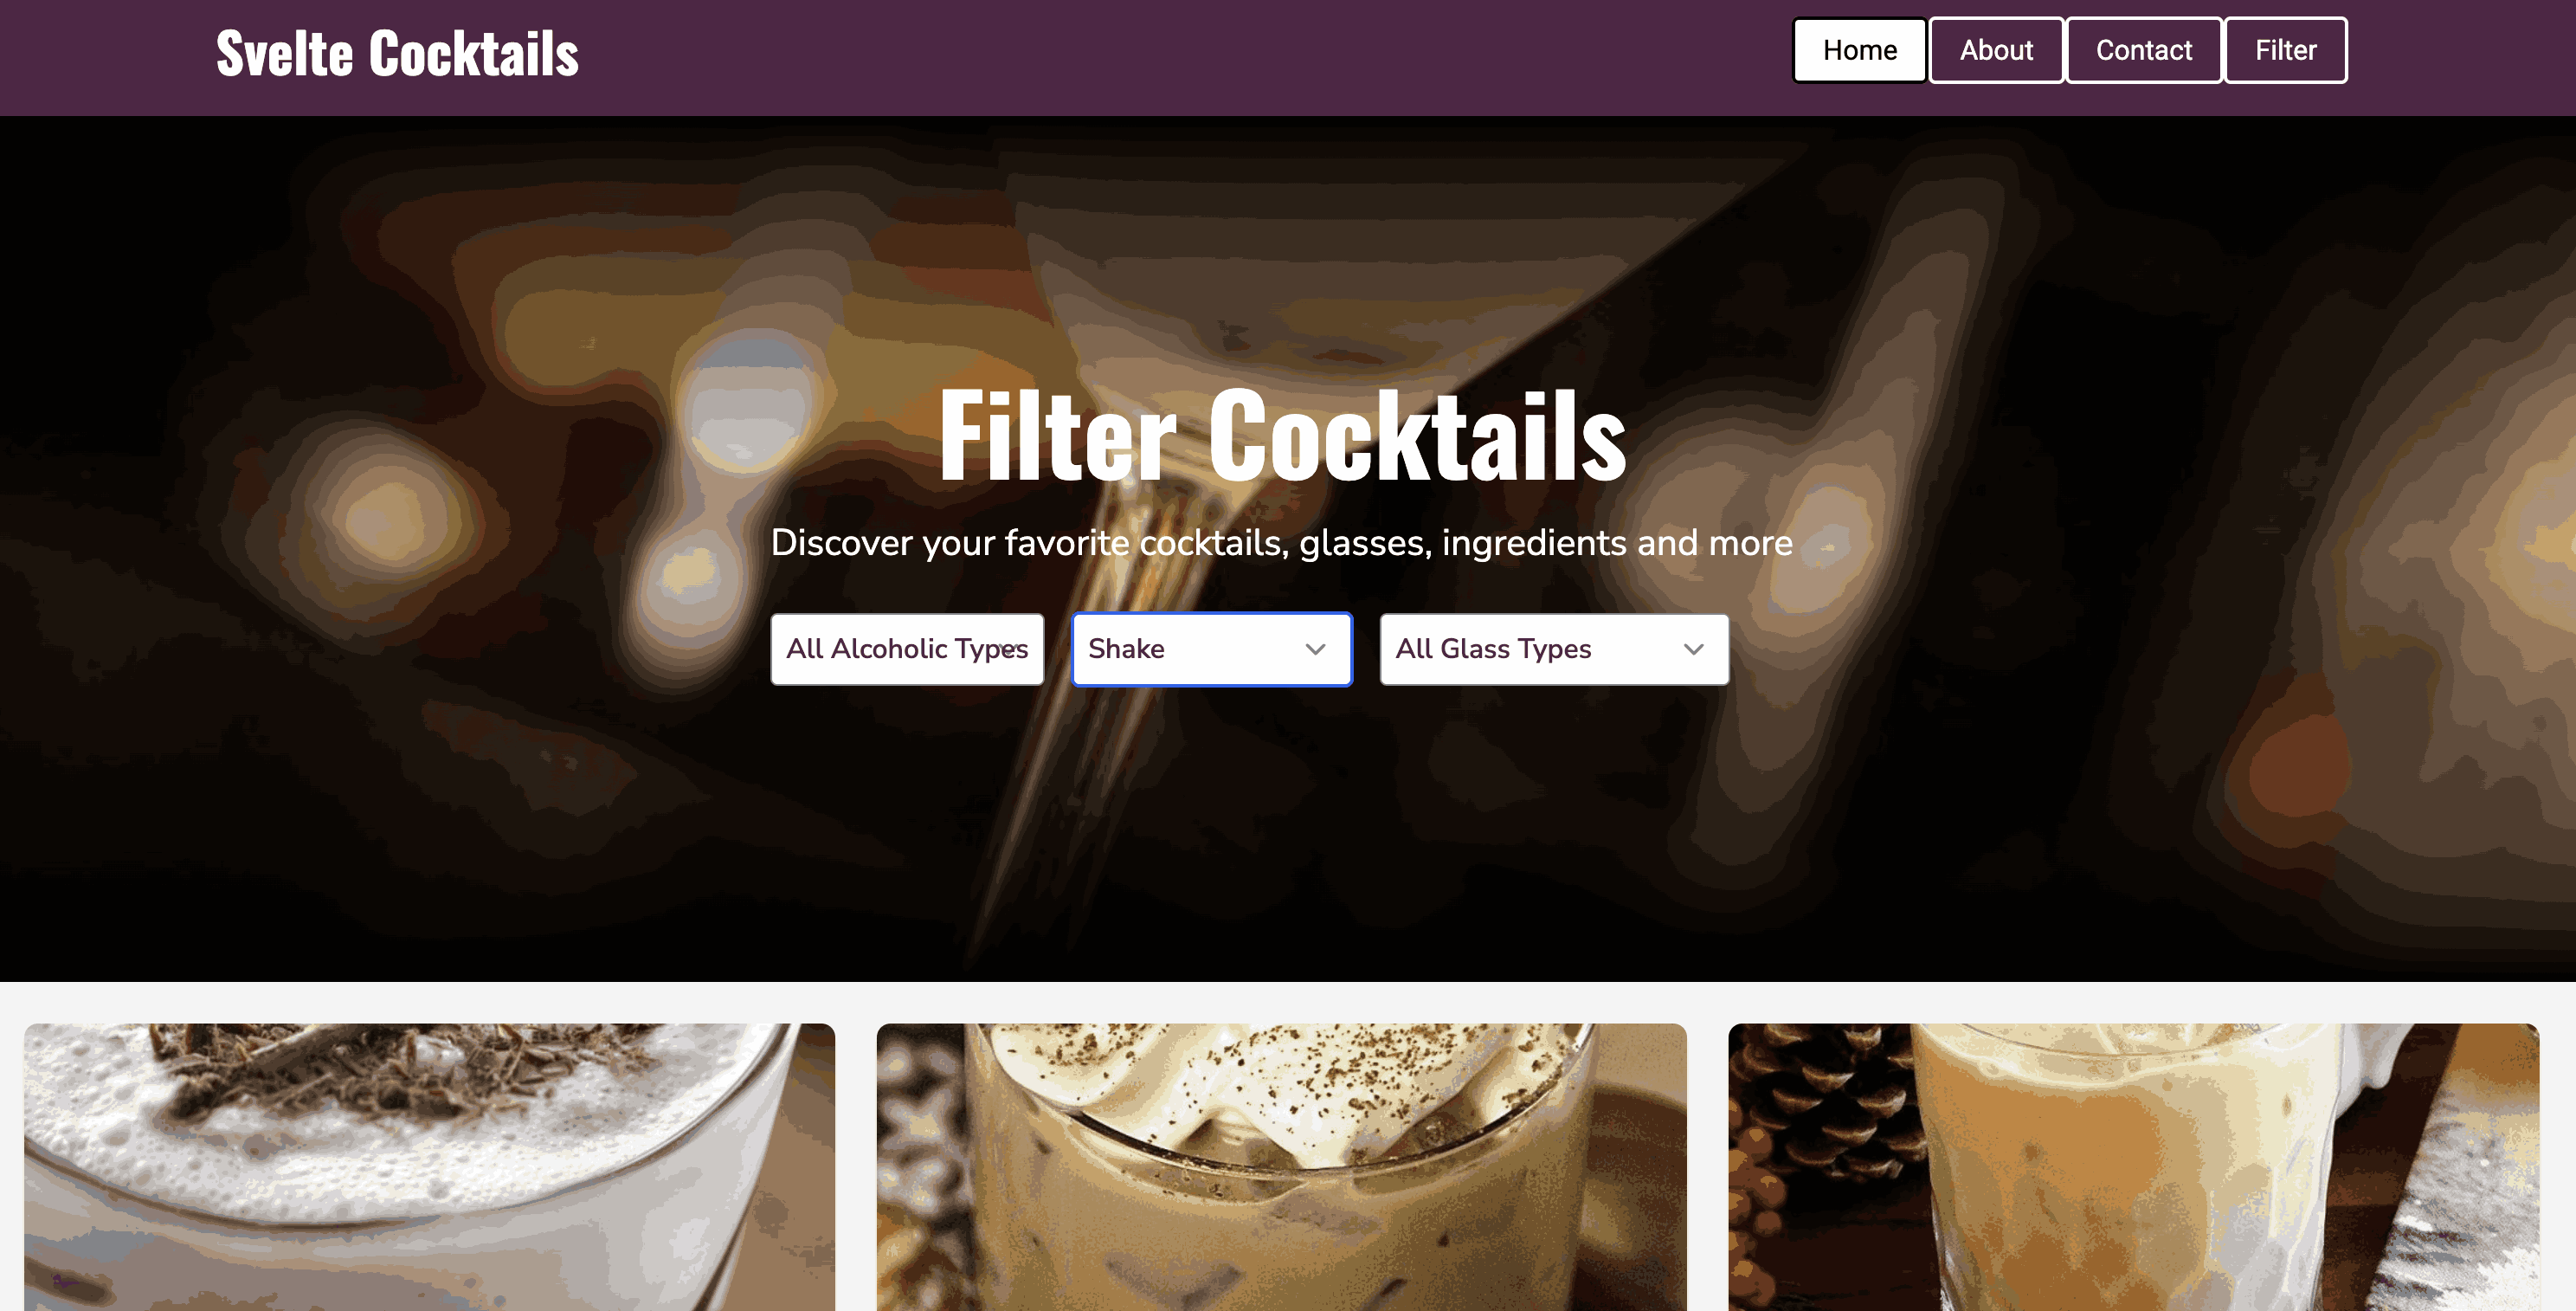 Svelte Cocktails
Home About Contact Filter
Filter Cocktails
Discover your favorite cocktails, glasses, ingredients and more
All Alcoholic Types Shake All Glass Types